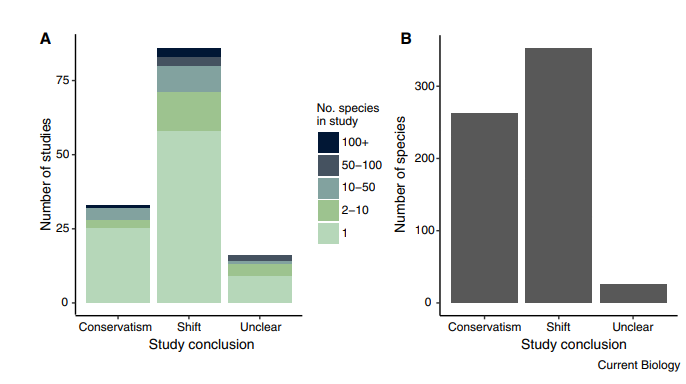 A
75
50
25
0
Number of studies
Conservatism
Shift
Unclear
Study conclusion
No. species
in study
100+
50−100
10−50
2−10
1
B
300
200
100
0
Number of species
Conservatism
Shift
Unclear
Study conclusion
Current Biology